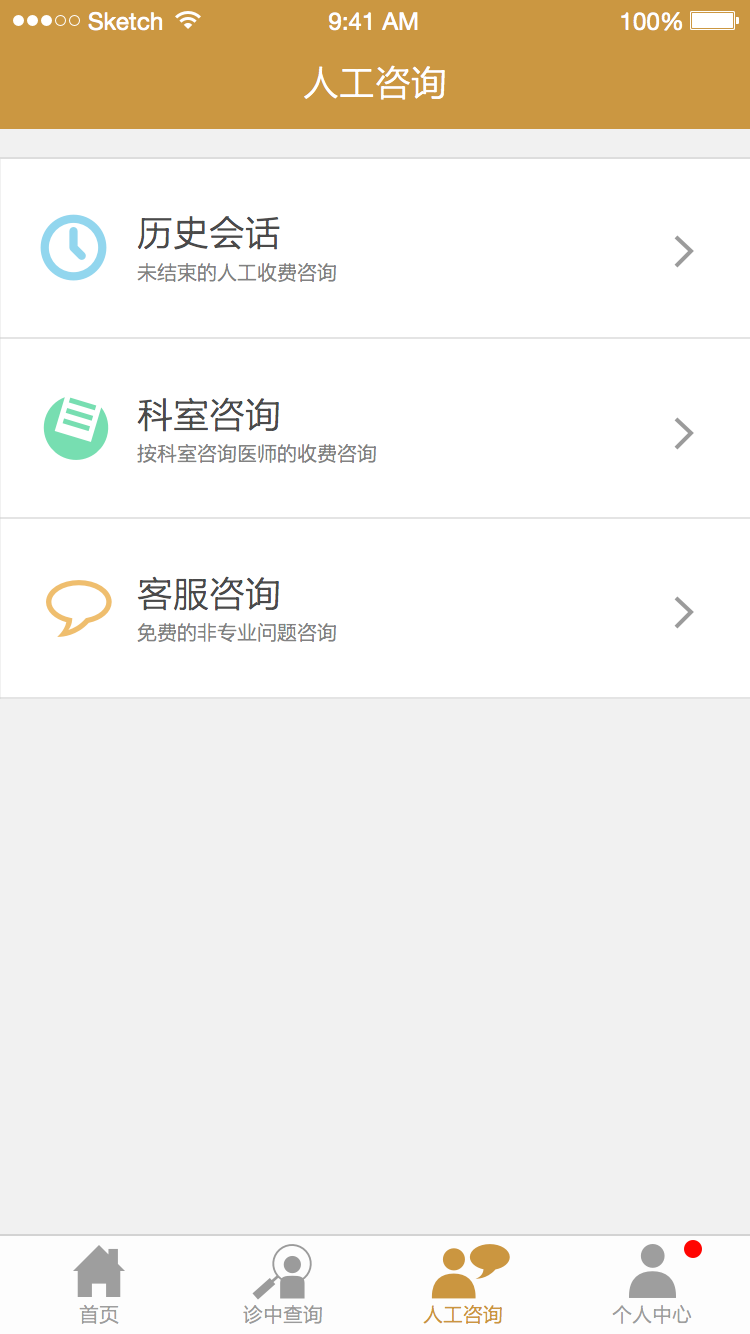 Sketch 9:41 AM 100%
人工咨询
历史会话
未结束的人工收费咨询
科室咨询
按科室咨询医师的收费咨询
客服咨询
免费的非专业问题咨询
首页 诊中查询 人工咨询 个人中心